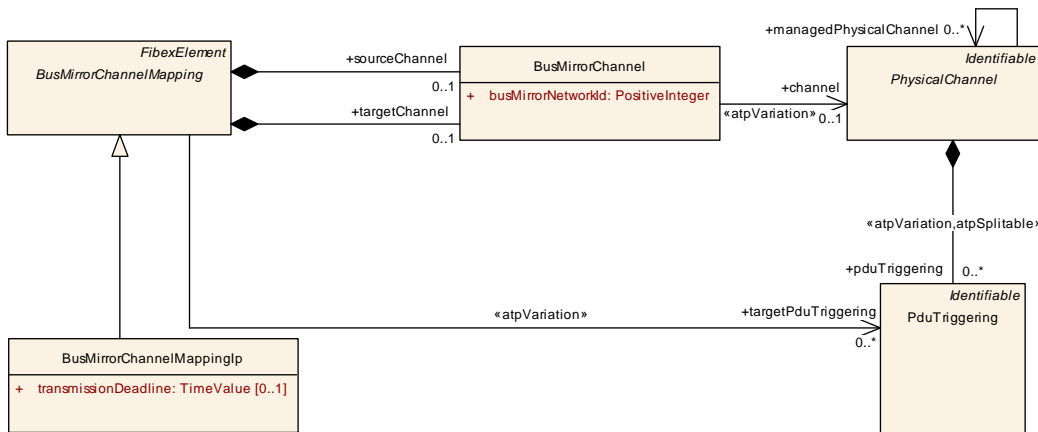 +managedPhysicalChannel 0..*
FibexElement
BusMirrorChannelMapping
+sourceChannel
0..1
+targetChannel
0..1
BusMirrorChannel
+ busMirrorNetworkId: PositiveInteger
+channel
«atpVariation» 0..1
Identifiable
PhysicalChannel
«atpVariation,atpSplitable»
+pduTriggering 0..*
Identifiable
PduTriggering
«atpVariation»
+targetPduTriggering
0..*
BusMirrorChannelMappingIp
+ transmissionDeadline: TimeValue [0..1]